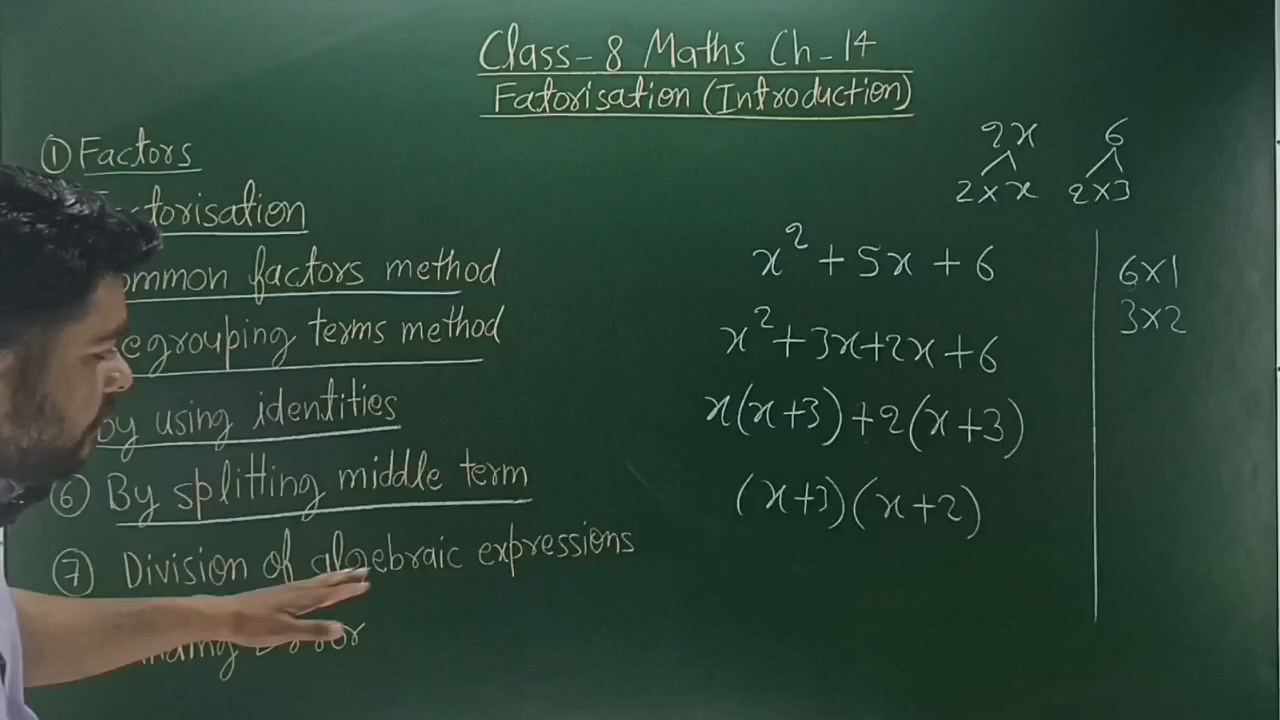 Class-8 Maths Ch-14
Fatorisation (Introduction)
① Factors
torisation
ommon factors method
egrouping terms method
by using identities
⑥ By splitting middle term
⑦ Division of algebraic expressions
2x 6
2×x 2×3
x² + 5x + 6
x² + 3x + 2x + 6
x(x+3) + 2(x+3)
(x+3)(x+2)
6×1
3×2